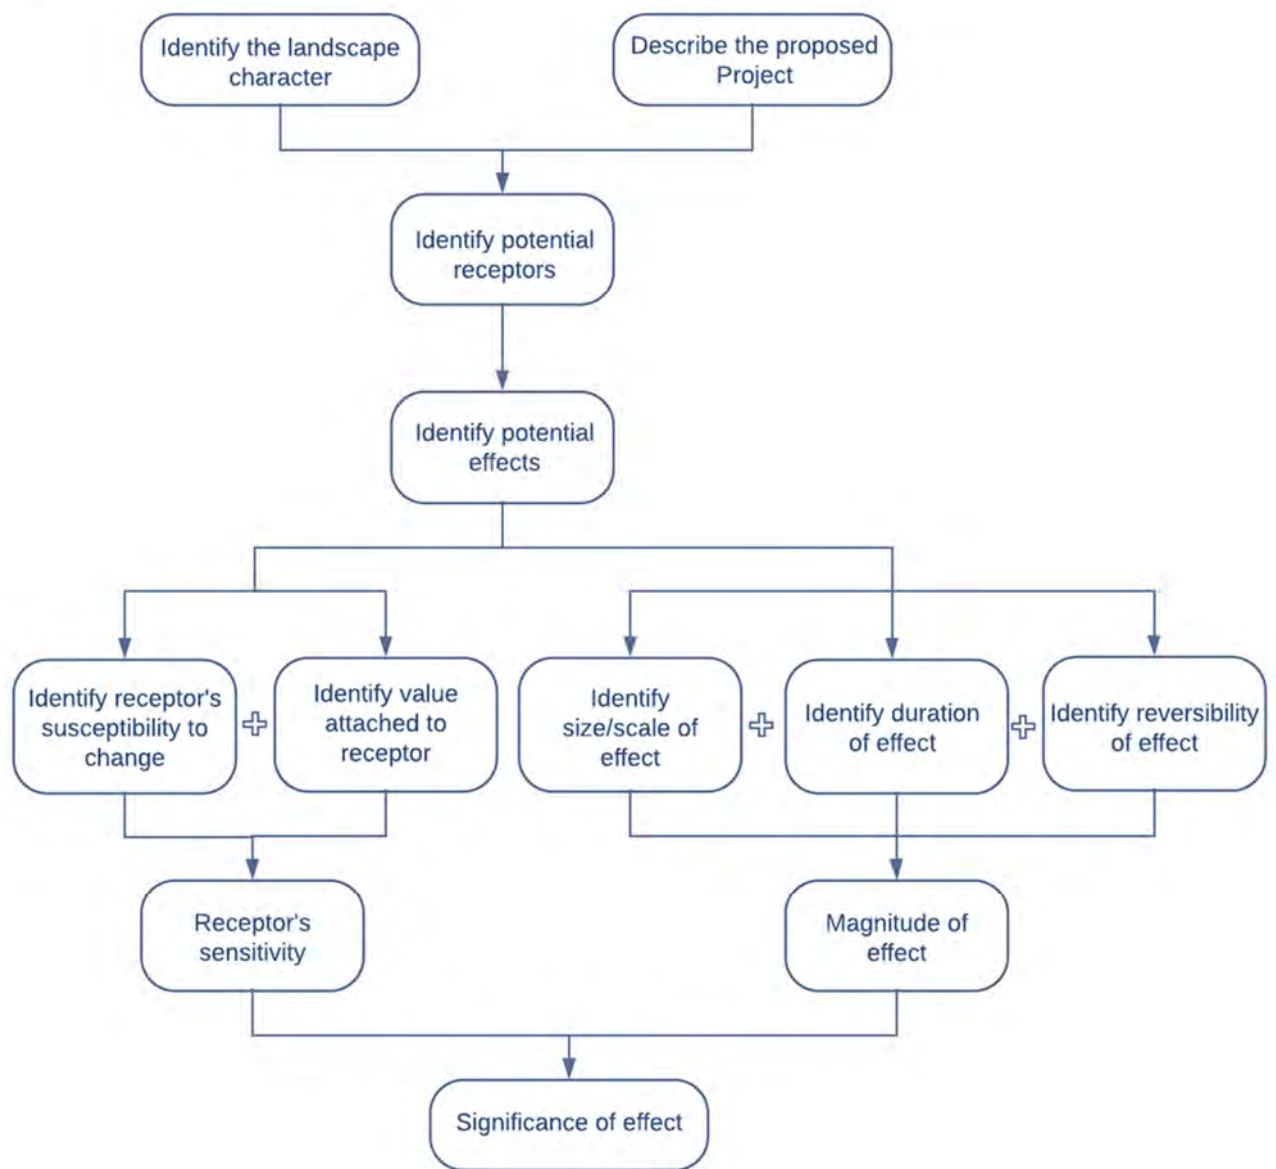 Identify the landscape
character
Describe the proposed
Project
Identify potential
receptors
Identify potential
effects
Identify receptor's
susceptibility to
change
Identify value
attached to
receptor
Identify
size/scale of
effect
Identify duration
of effect
Identify reversibility
of effect
Receptor's
sensitivity
Magnitude of
effect
Significance of effect